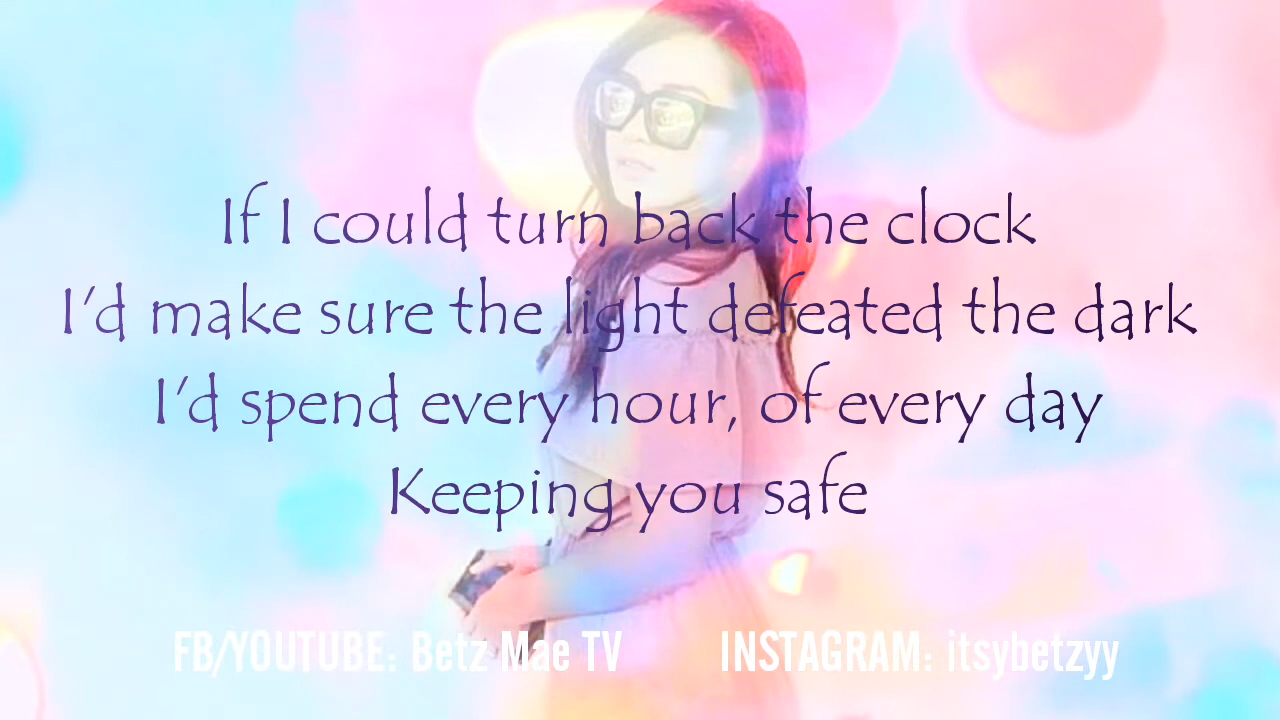 If I could turn back the clock
I'd make sure the light defeated the dark
I'd spend every hour, of every day
Keeping you safe
FB/YOUTUBE: Betz Mae TV INSTAGRAM: itsybetzyy